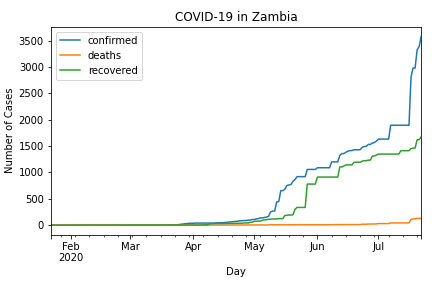 COVID-19 in Zambia
confirmed
deaths
recovered
Number of Cases
3500
3000
2500
2000
1500
1000
500
0
Feb Mar Apr May Jun Jul
2020
Day